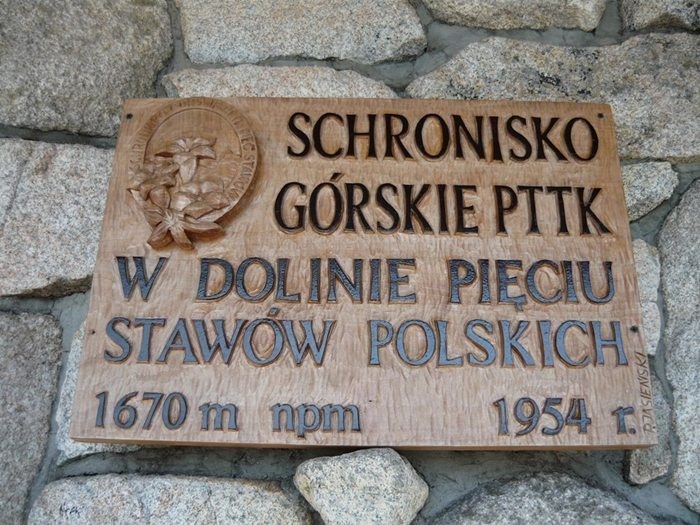 SCHRONISKO
GÓRSKIE PTTK
W DOLINIE PIĘCIU
STAWÓW POLSKICH
1670 m npm 1954 r.